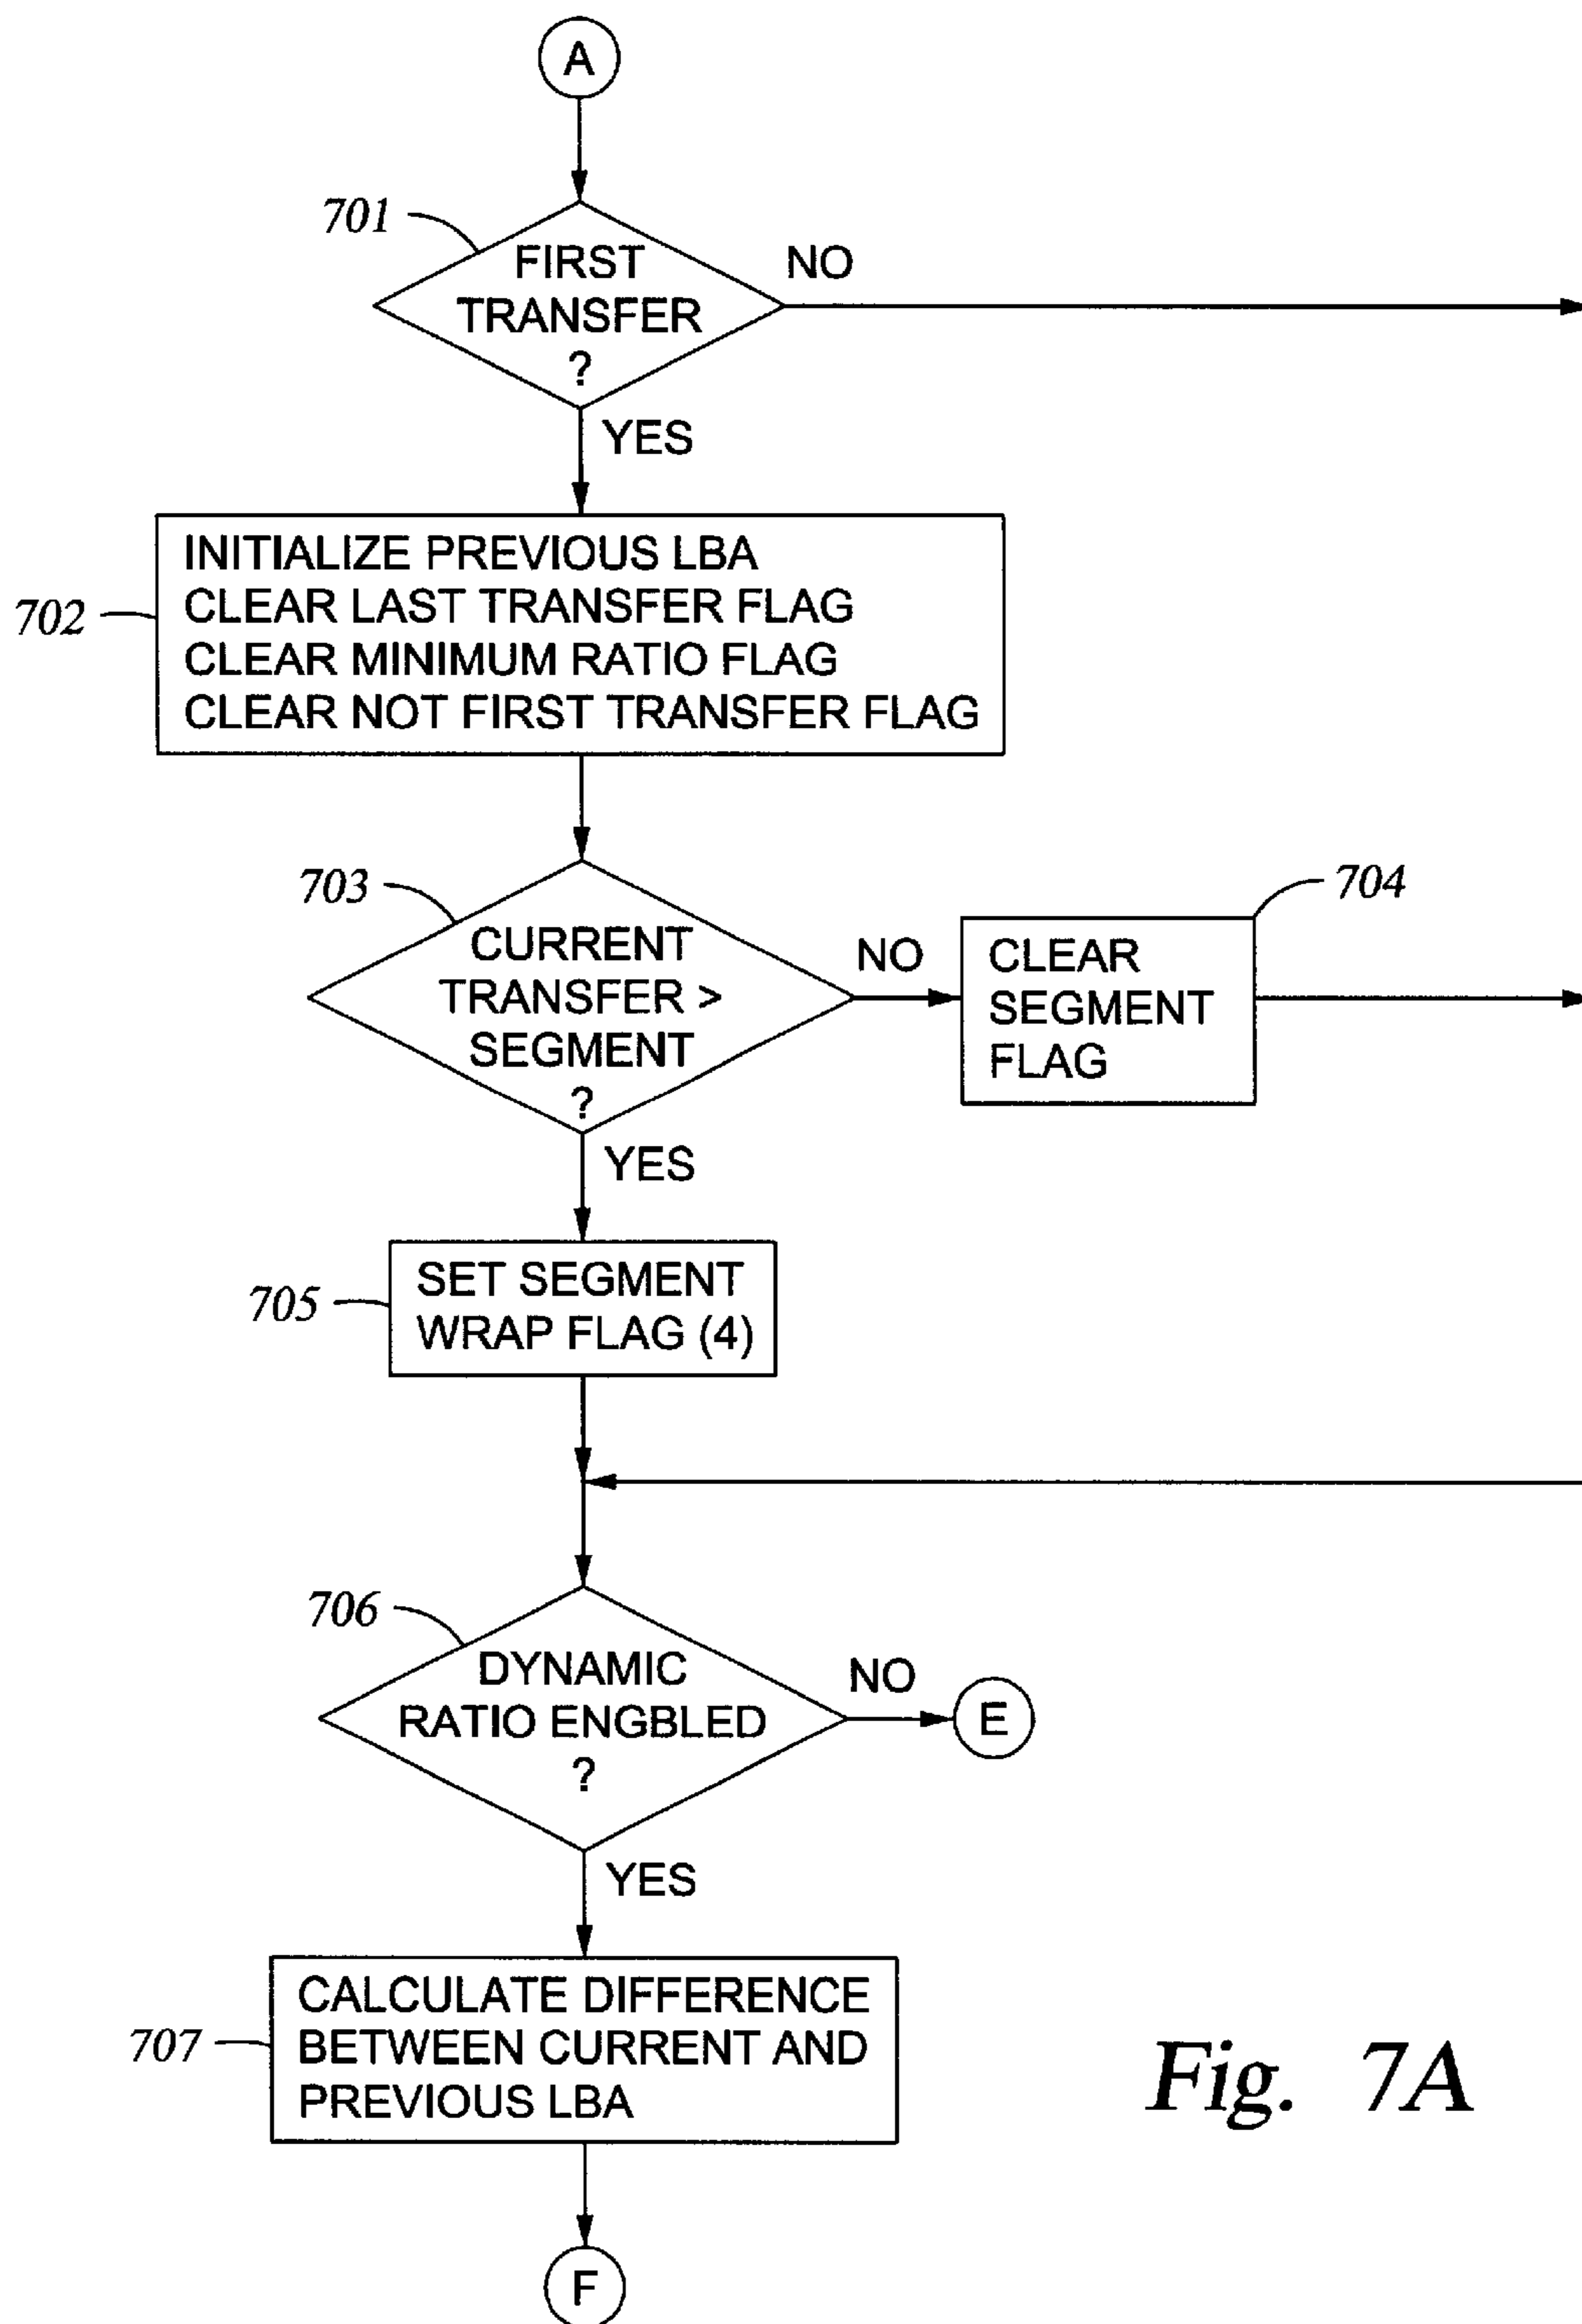 A
701
FIRST
TRANSFER
?
NO
YES
702
INITIALIZE PREVIOUS LBA
CLEAR LAST TRANSFER FLAG
CLEAR MINIMUM RATIO FLAG
CLEAR NOT FIRST TRANSFER FLAG
703
CURRENT
TRANSFER >
SEGMENT
?
NO
704
CLEAR
SEGMENT
FLAG
YES
705
SET SEGMENT
WRAP FLAG (4)
706
DYNAMIC
RATIO ENGBLED
?
NO
E
YES
707
CALCULATE DIFFERENCE
BETWEEN CURRENT AND
PREVIOUS LBA
F
Fig. 7A